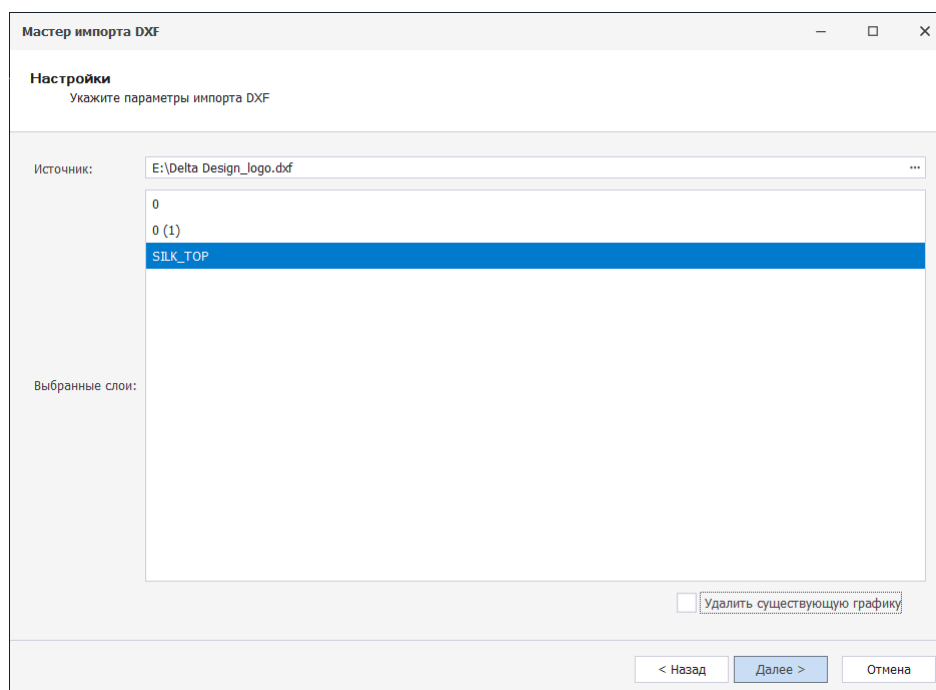 Мастер импорта DXF
Настройки
Укажите параметры импорта DXF
Источник:
E:\Delta Design_logo.dxf
...
0
0 (1)
SILK_TOP
Выбранные слои:
Удалить существующую графику
< Назад
Далее >
Отмена